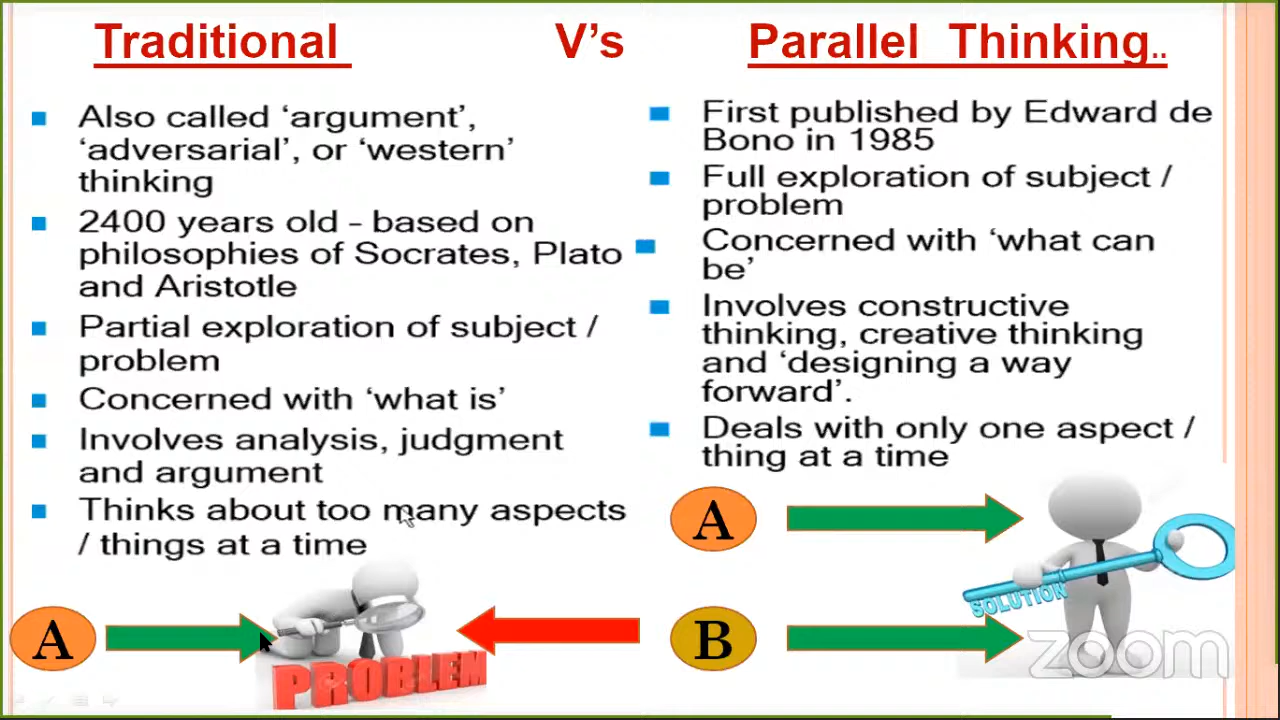 Traditional V's Parallel Thinking..
Also called 'argument',
'adversarial', or 'western'
thinking
2400 years old – based on
philosophies of Socrates, Plato
and Aristotle
Partial exploration of subject /
problem
Concerned with 'what is'
Involves analysis, judgment
and argument
Thinks about too many aspects
/ things at a time
First published by Edward de
Bono in 1985
Full exploration of subject /
problem
Concerned with 'what can
be'
Involves constructive
thinking, creative thinking
and 'designing a way
forward'.
Deals with only one aspect /
thing at a time
A
SOLUTION
A
PROBLEM
B
zoom